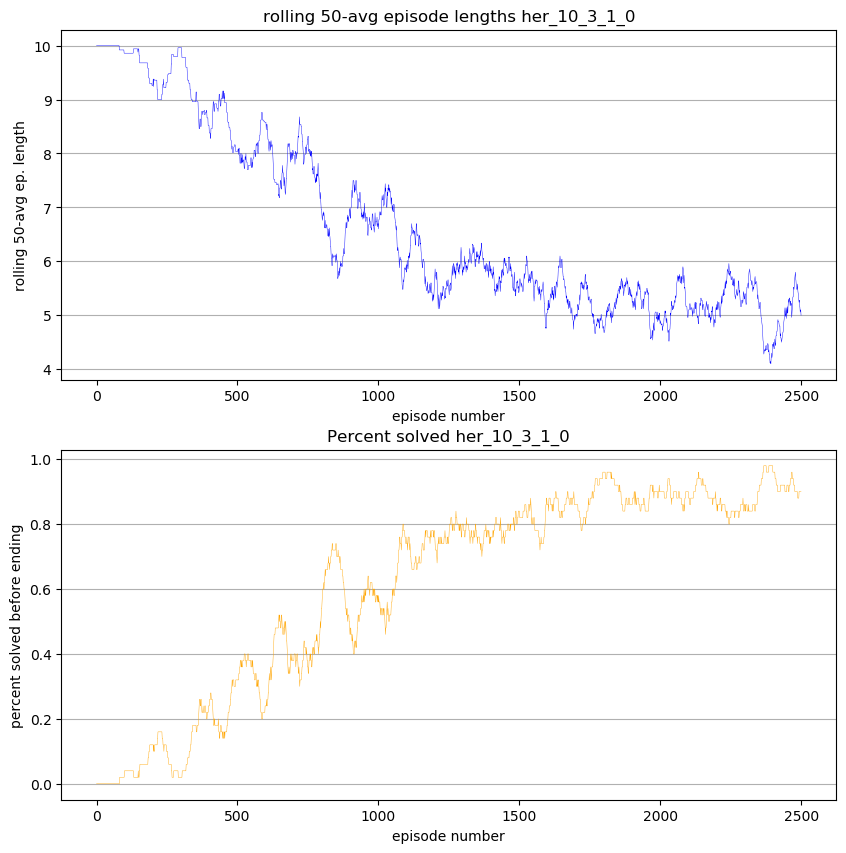 rolling 50-avg episode lengths her_10_3_1_0
rolling 50-avg ep. length
10
9
8
7
6
5
4
0 500 1000 1500 2000 2500
episode number
Percent solved her_10_3_1_0
percent solved before ending
1.0
0.8
0.6
0.4
0.2
0.0
0 500 1000 1500 2000 2500
episode number